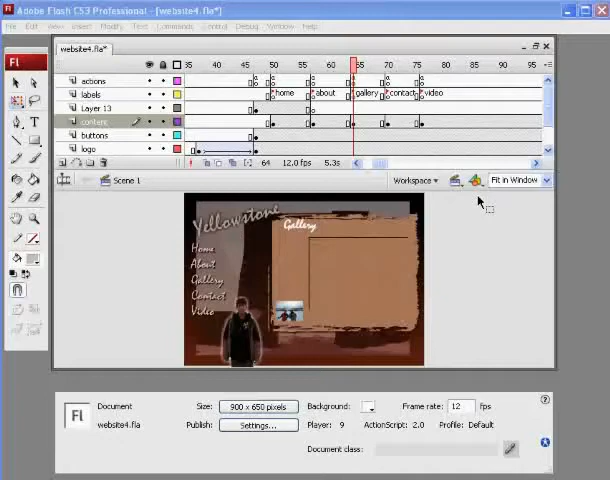 Adobe Flash CS3 Professional - [website4.fla*]
File Edit View Insert Modify Text Commands Control Debug Window Help
Fl
website4.fla*
35 45 50 55 60 65 70 75 80 85 90 95
actions
labels home about gallery contact video
Layer 13
content
buttons
logo
64 12.0 fps 5.3s
Scene 1 Workspace Fit in Window
Yellowstone
Gallery
Home
About
Gallery
Contact
Video
Fl
Document Size: 900 x 650 pixels Background: Frame rate: 12 fps
website4.fla Publish: Settings... Player: 9 ActionScript: 2.0 Profile: Default
Document class: